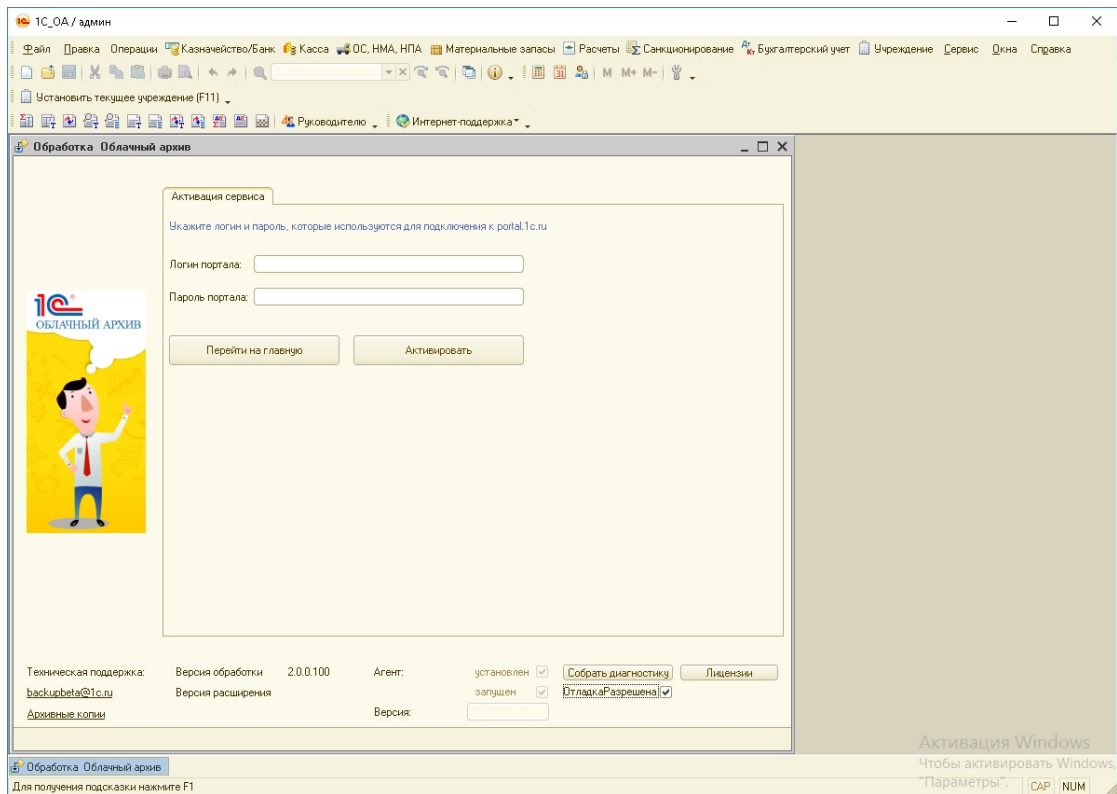 1С_ОА / админ
Файл Правка Операции Казначейство/Банк Касса ОС, НМА, НПА Материальные запасы Расчеты Санкционирование Бухгалтерский учет Учреждение Сервис Окна Справка
M M+ M-
Установить текущее учреждение (F11)
Руководителю Интернет-поддержка
Обработка Облачный архив
Активация сервиса
Укажите логин и пароль, которые используются для подключения к portal.1c.ru
Логин портала:
Пароль портала:
1С
ОБЛАЧНЫЙ АРХИВ
Перейти на главную Активировать
Техническая поддержка: Версия обработки 2.0.0.100 Агент: установлен Собрать диагностику Лицензии
backupbeta@1c.ru Версия расширения запущен ОтладкаРазрешена
Архивные копии Версия:
Активация Windows
Чтобы активировать Windows,
"Параметры".
Обработка Облачный архив
Для получения подсказки нажмите F1 CAP NUM